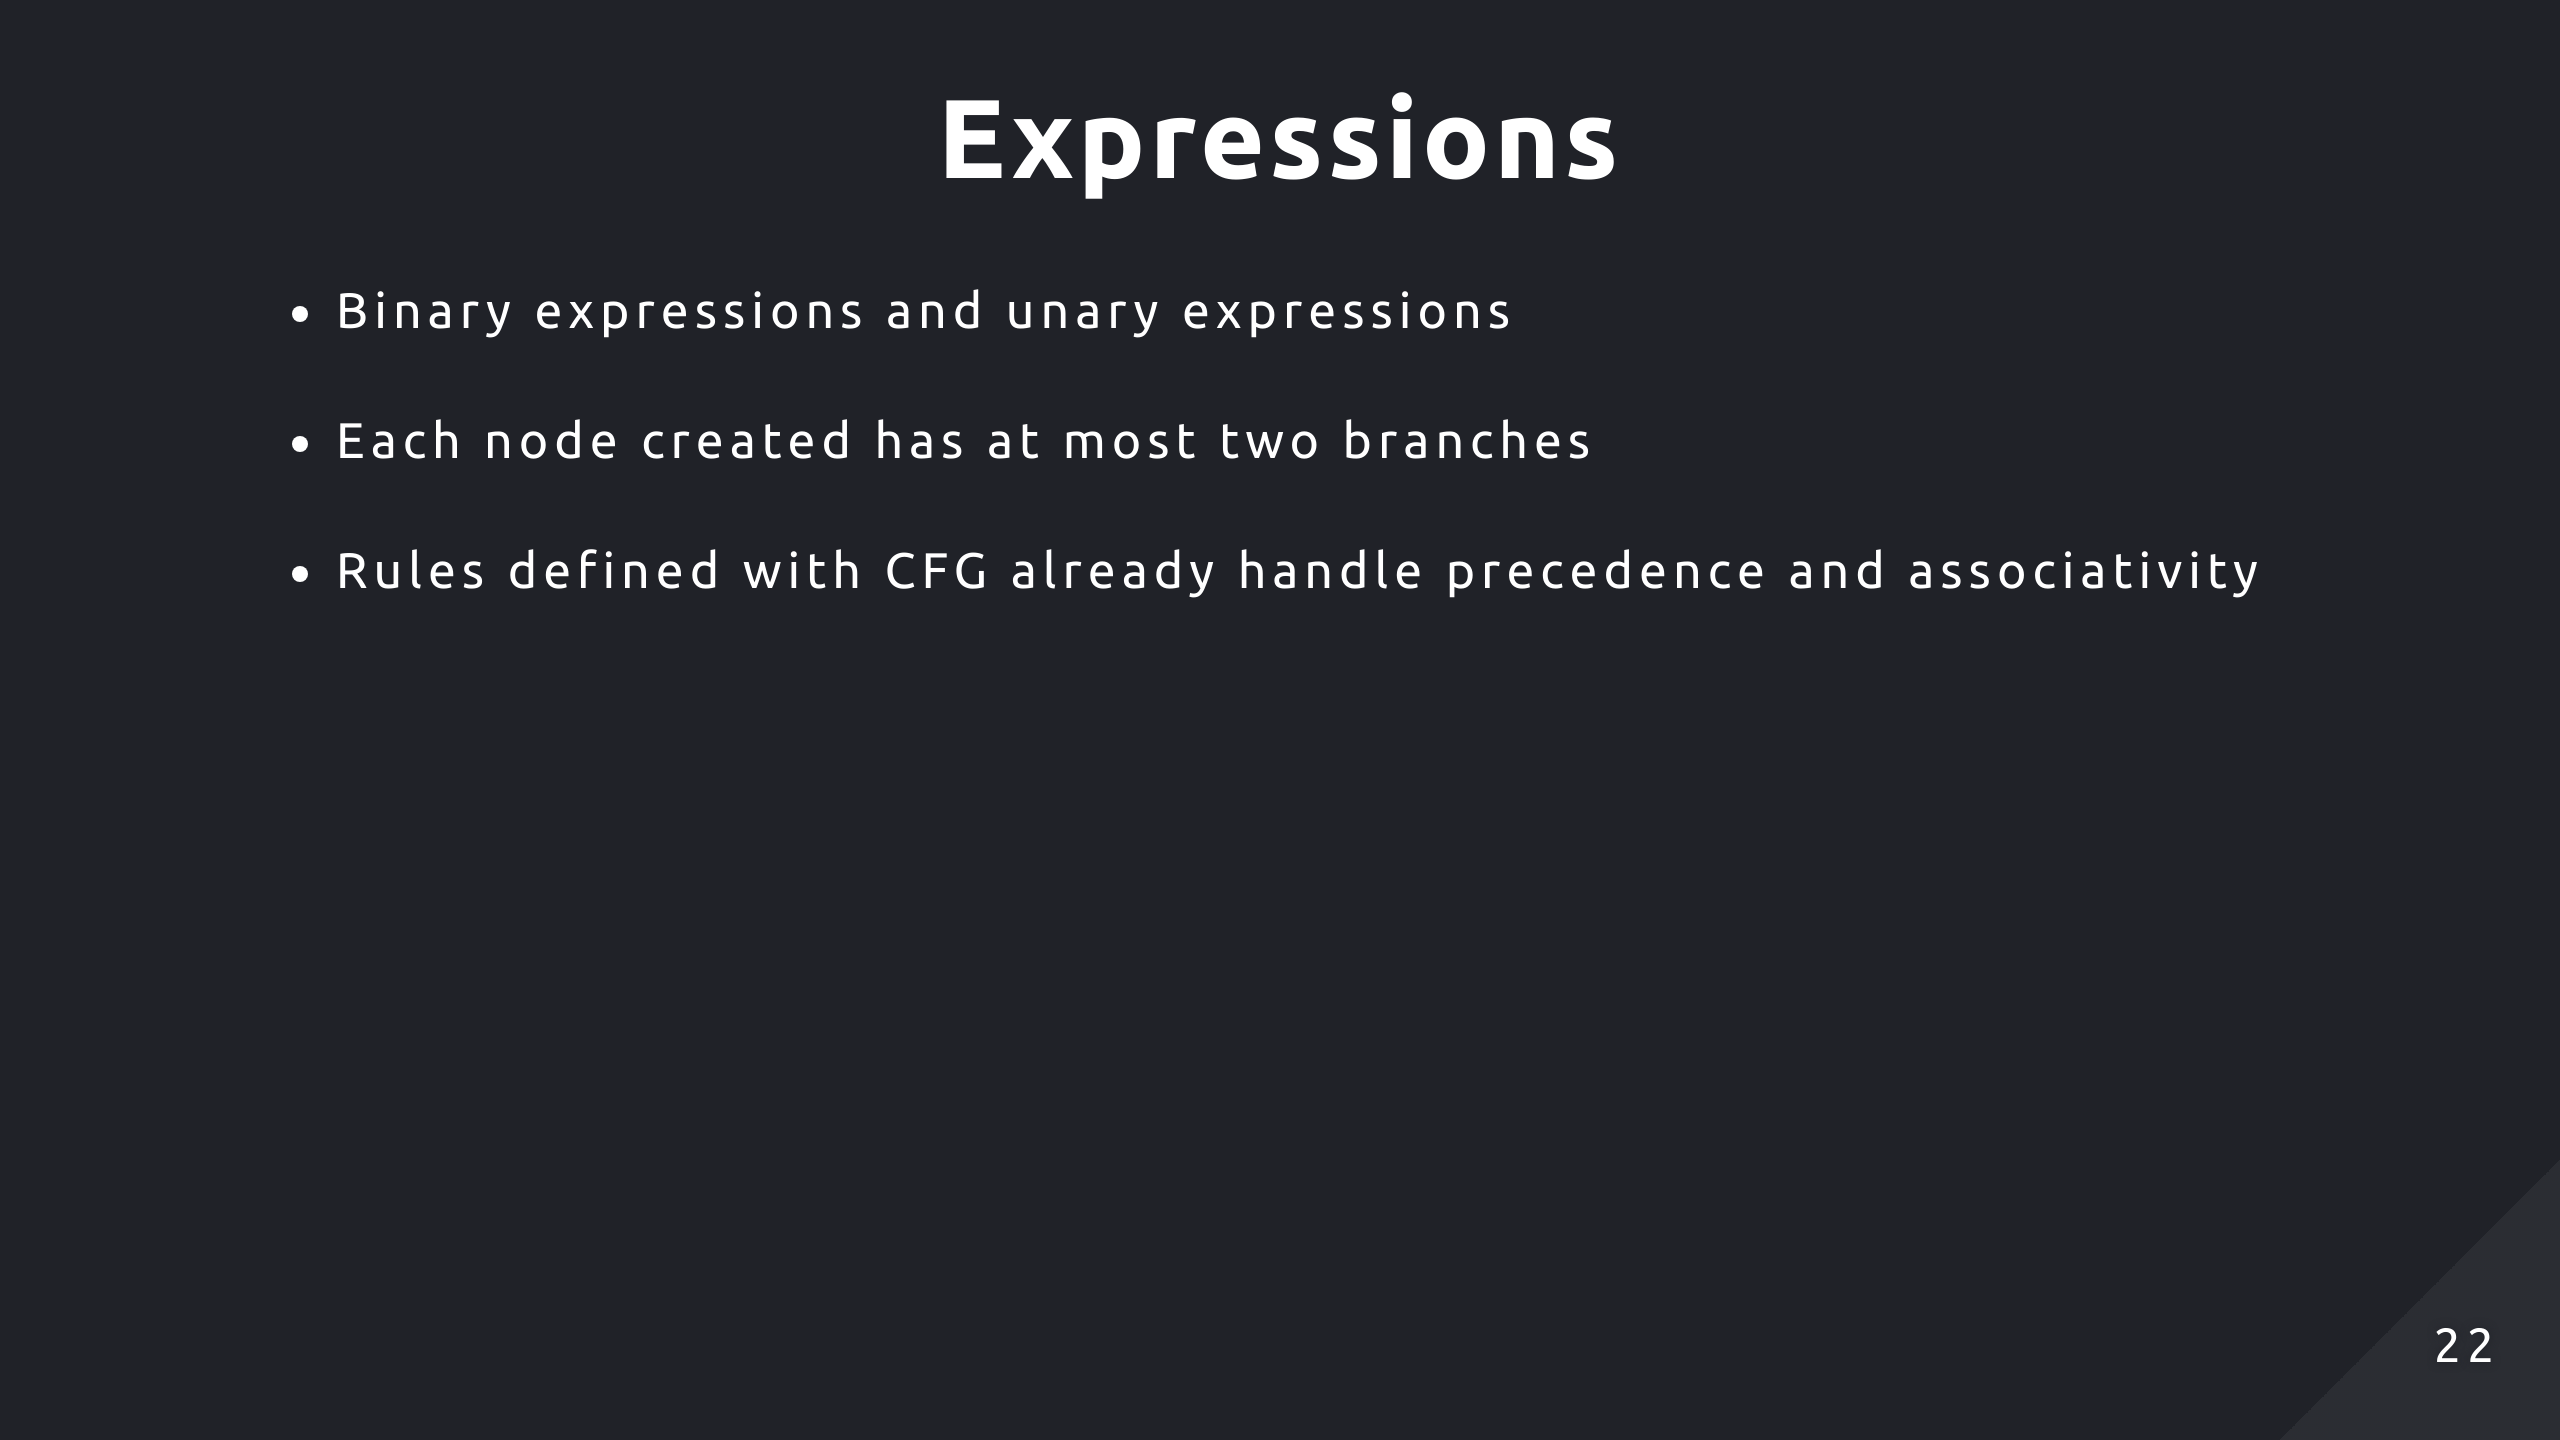 Expressions
• Binary expressions and unary expressions
• Each node created has at most two branches
• Rules defined with CFG already handle precedence and associativity
22